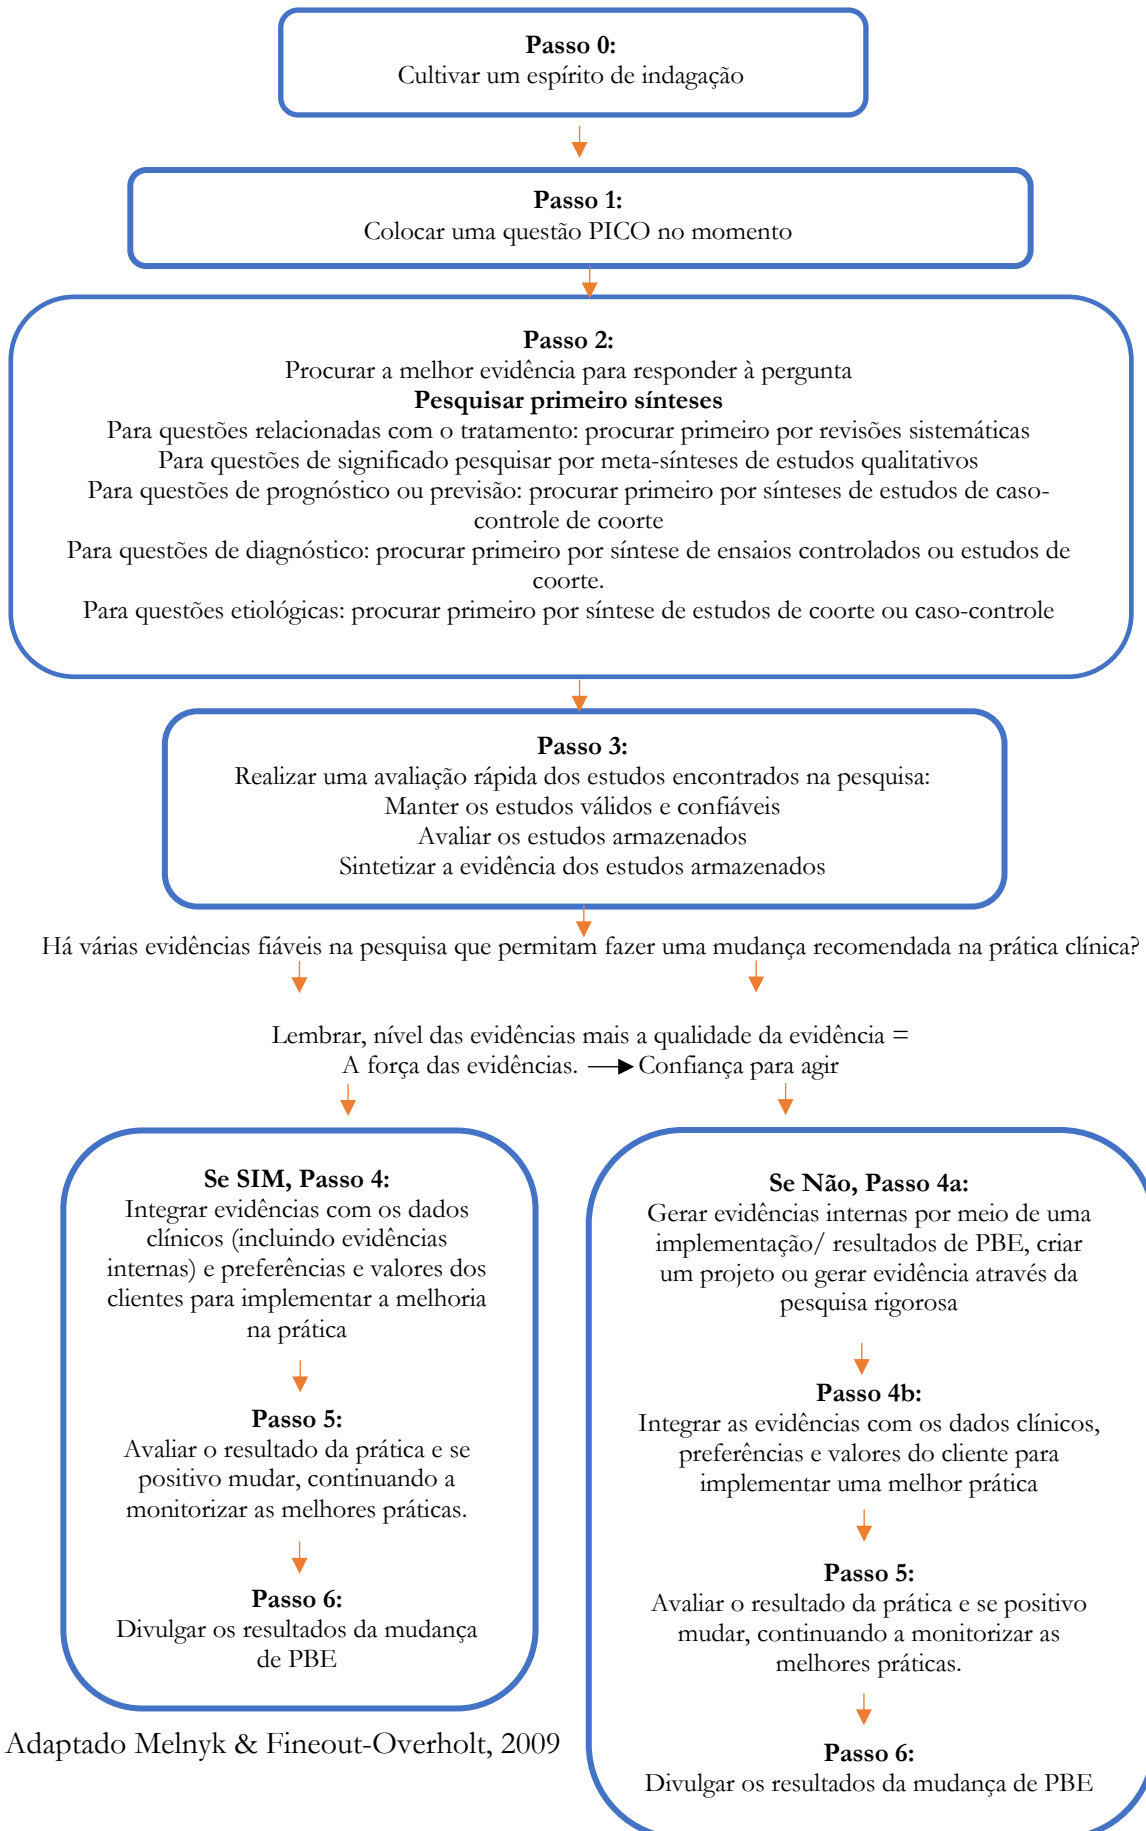 Passo 0:
Cultivar um espírito de indagação
Passo 1:
Colocar uma questão PICO no momento
Passo 2:
Procurar a melhor evidência para responder à pergunta
Pesquisar primeiro sínteses
Para questões relacionadas com o tratamento: procurar primeiro por revisões sistemáticas
Para questões de significado pesquisar por meta-sínteses de estudos qualitativos
Para questões de prognóstico ou previsão: procurar primeiro por sínteses de estudos de caso-
controle de coorte
Para questões de diagnóstico: procurar primeiro por síntese de ensaios controlados ou estudos de
coorte.
Para questões etiológicas: procurar primeiro por síntese de estudos de coorte ou caso-controle
Passo 3:
Realizar uma avaliação rápida dos estudos encontrados na pesquisa:
Manter os estudos válidos e confiáveis
Avaliar os estudos armazenados
Sintetizar a evidência dos estudos armazenados
Há várias evidências fiáveis na pesquisa que permitam fazer uma mudança recomendada na prática clínica?
Lembrar, nível das evidências mais a qualidade da evidência =
A força das evidências. → Confiança para agir
Se SIM, Passo 4:
Integrar evidências com os dados
clínicos (incluindo evidências
internas) e preferências e valores dos
clientes para implementar a melhoria
na prática
Passo 5:
Avaliar o resultado da prática e se
positivo mudar, continuando a
monitorizar as melhores práticas.
Passo 6:
Divulgar os resultados da mudança
de PBE
Se Não, Passo 4a:
Gerar evidências internas por meio de uma
implementação/ resultados de PBE, criar
um projeto ou gerar evidência através da
pesquisa rigorosa
Passo 4b:
Integrar as evidências com os dados clínicos,
preferências e valores do cliente para
implementar uma melhor prática
Passo 5:
Avaliar o resultado da prática e se positivo
mudar, continuando a monitorizar as
melhores práticas.
Passo 6:
Divulgar os resultados da mudança de PBE
Adaptado Melnyk & Fineout-Overholt, 2009